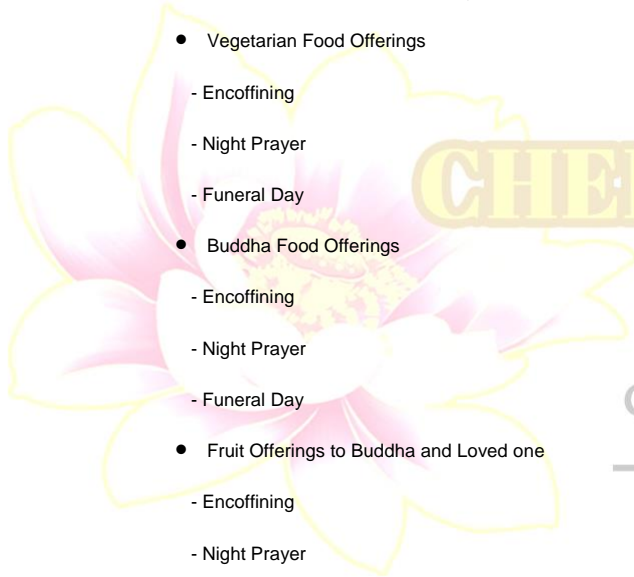 • Vegetarian Food Offerings
- Encoffining
- Night Prayer
- Funeral Day
• Buddha Food Offerings
- Encoffining
- Night Prayer
- Funeral Day
• Fruit Offerings to Buddha and Loved one
- Encoffining
- Night Prayer